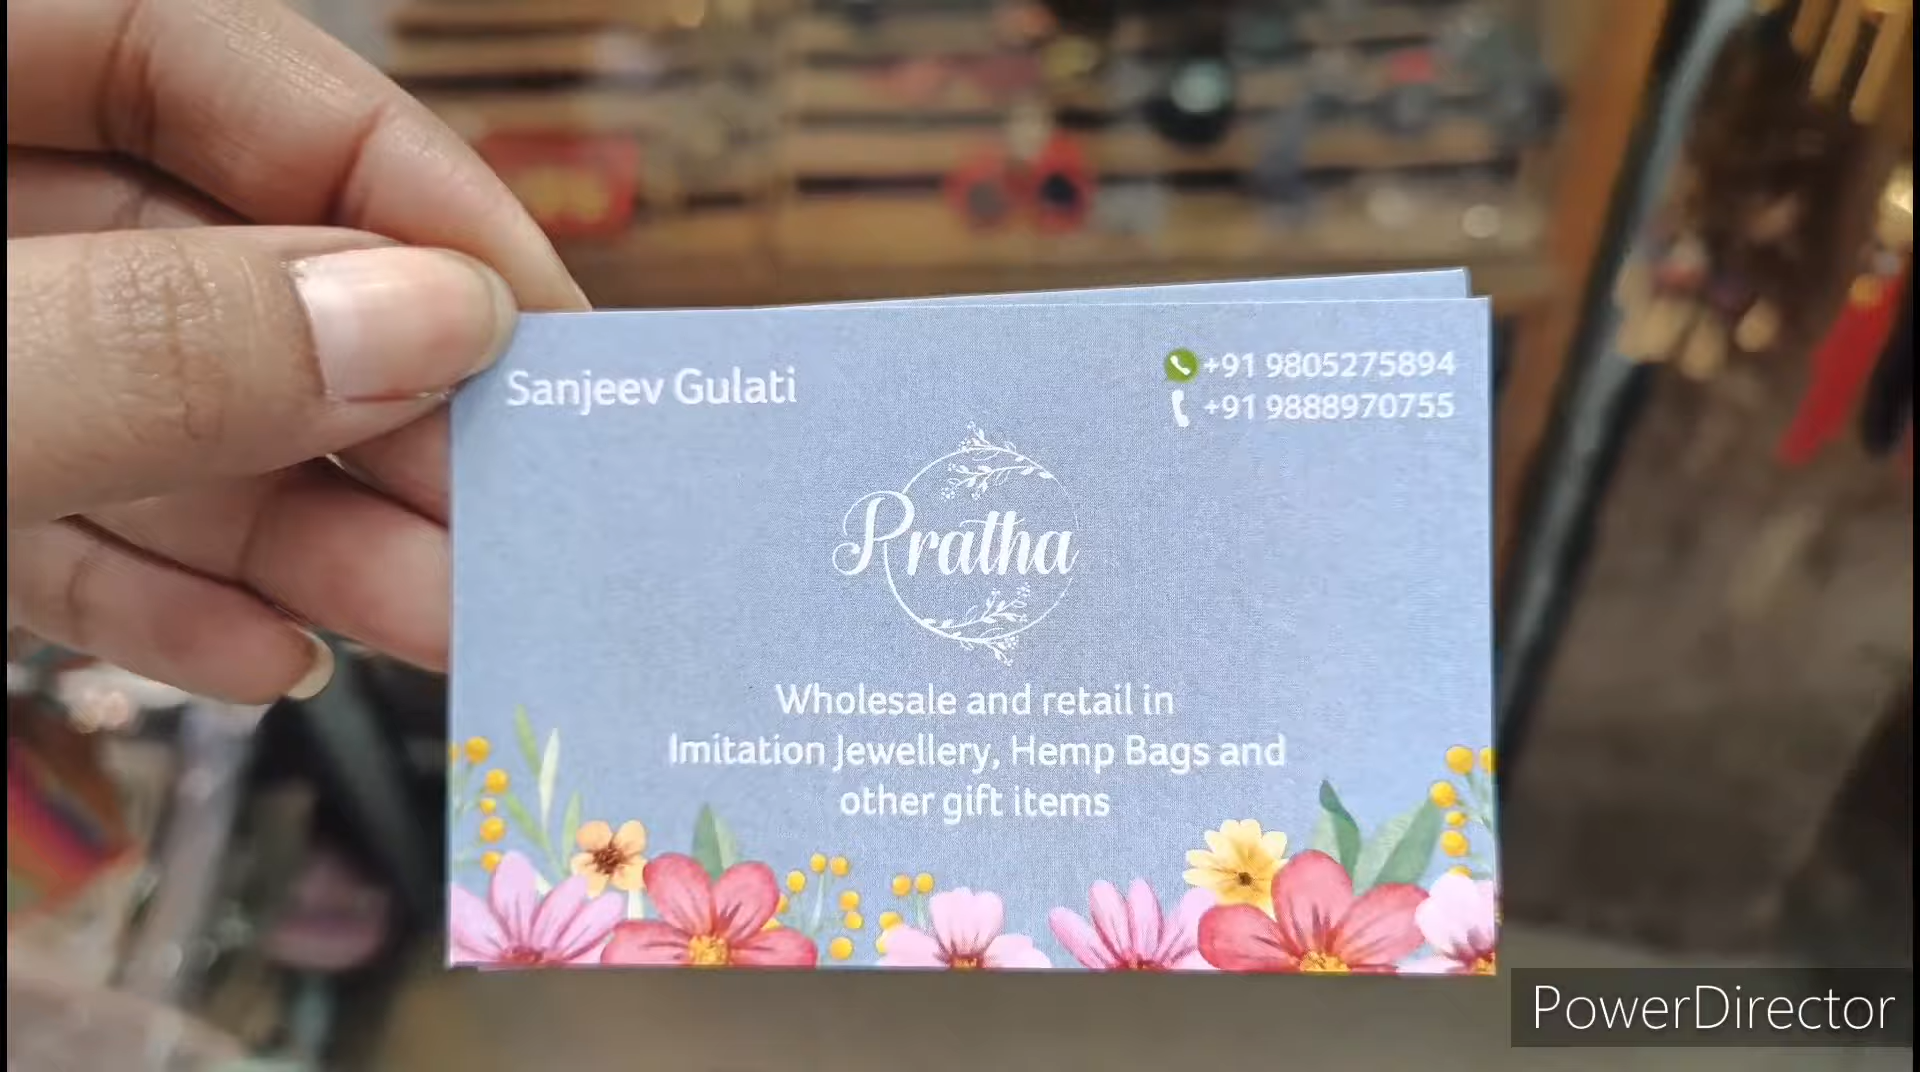 Sanjeev Gulati
+91 9805275894
+91 9888970755
Pratha
Wholesale and retail in
Imitation Jewellery, Hemp Bags and
other gift items
PowerDirector